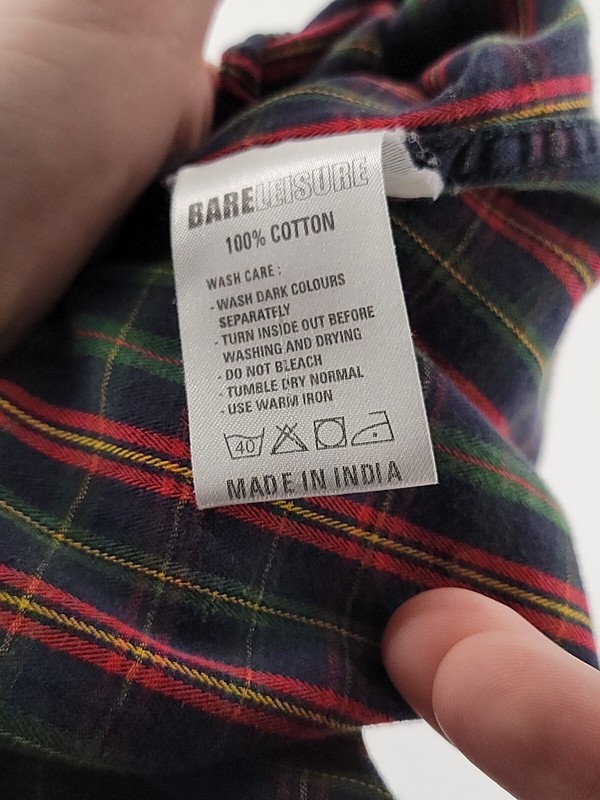 BARELEISURE
100% COTTON
WASH CARE :
- WASH DARK COLOURS
SEPARATELY
- TURN INSIDE OUT BEFORE
WASHING AND DRYING
- DO NOT BLEACH
- TUMBLE DRY NORMAL
- USE WARM IRON
40
MADE IN INDIA